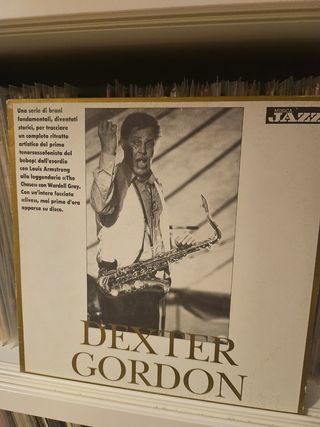 Una serie di brani
fondamentali, diventati
storici, per tracciare
un completo ritratto
artistico del primo
tenorsassofonista del
bebop: dall'esordio
con Louis Armstrong
alla leggendaria «The
Chase» con Wardell Gray.
Con un'intera facciata
«live», mai prima d'ora
apparsa su disco.
MUSICA
JAZZ
DEXTER
GORDON